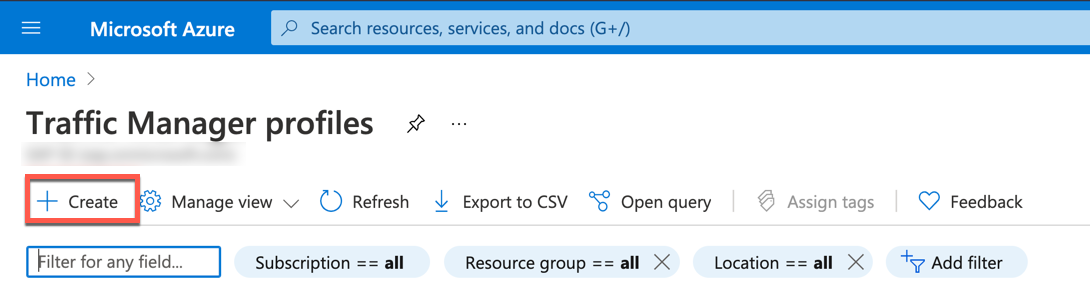 Microsoft Azure Search resources, services, and docs (G+/)
Home
Traffic Manager profiles
Create Manage view Refresh Export to CSV Open query Assign tags Feedback
Filter for any field... Subscription == all Resource group == all Location == all Add filter